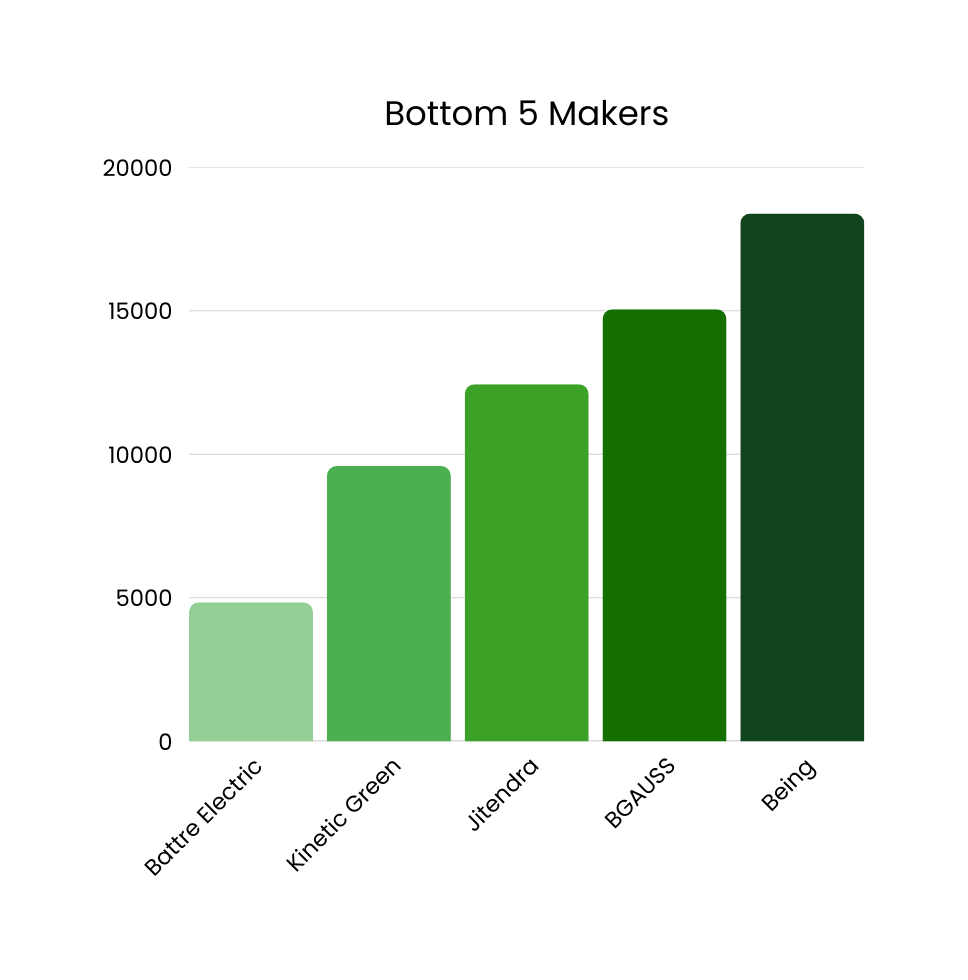 Bottom 5 Makers
20000
15000
10000
5000
0
Battre Electric
Kinetic Green
Jitendra
BGAUSS
Being